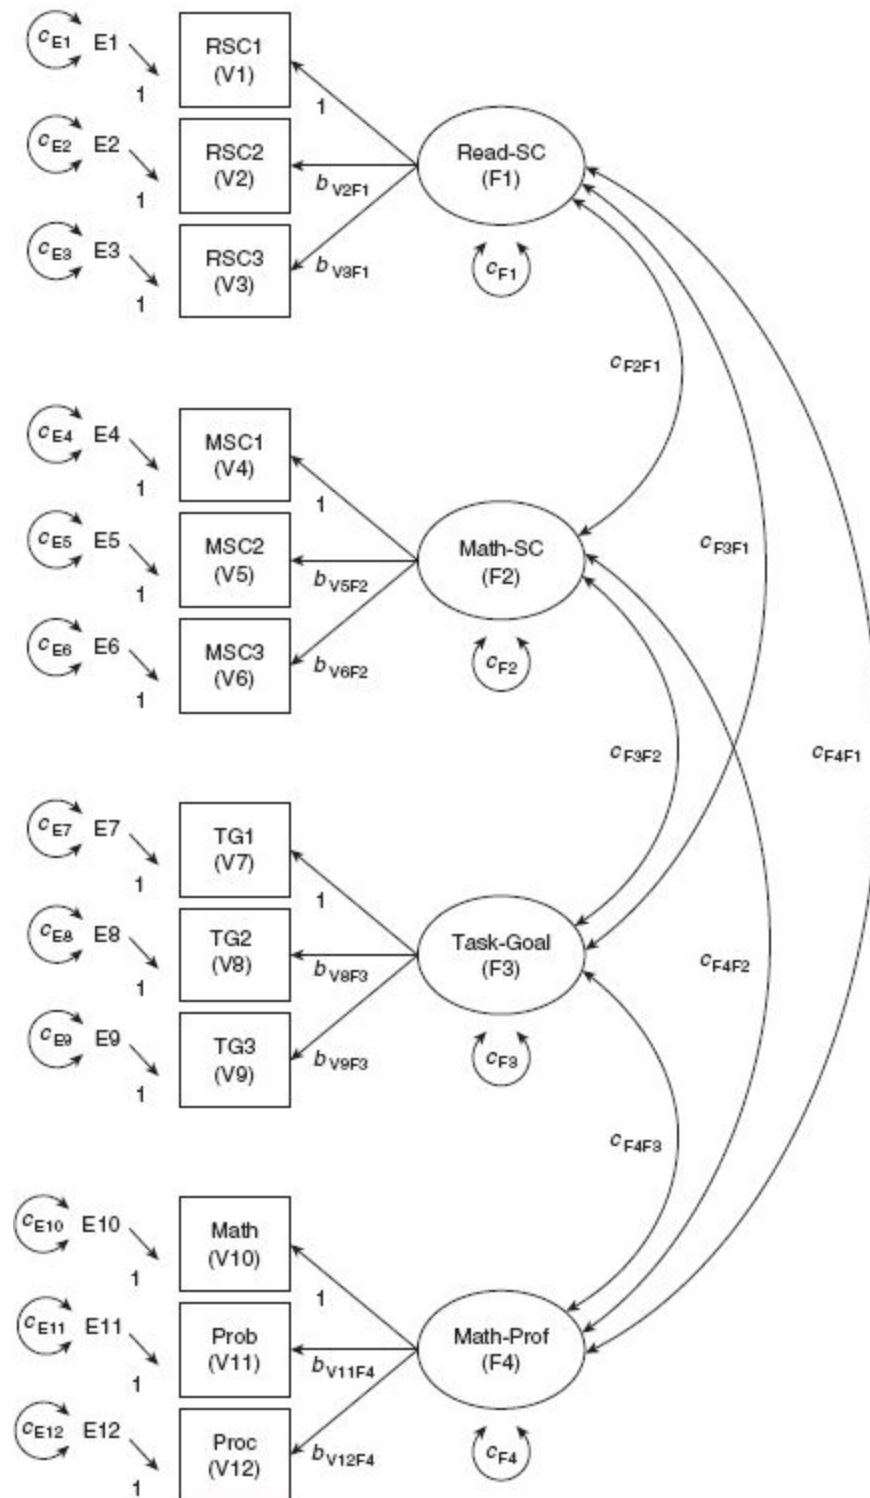 cE1 E1
1
RSC1
(V1)
1
cE2 E2
1
RSC2
(V2)
bV2F1
Read-SC
(F1)
cE3 E3
1
RSC3
(V3)
bV3F1
cF1
cF2F1
cE4 E4
1
MSC1
(V4)
1
cE5 E5
1
MSC2
(V5)
bV5F2
Math-SC
(F2)
cF3F1
cE6 E6
1
MSC3
(V6)
bV6F2
cF2
cF3F2
cF4F1
cE7 E7
1
TG1
(V7)
1
cE8 E8
1
TG2
(V8)
bV8F3
Task-Goal
(F3)
cF4F2
cE9 E9
1
TG3
(V9)
bV9F3
cF3
cF4F3
cE10 E10
1
Math
(V10)
1
cE11 E11
1
Prob
(V11)
bV11F4
Math-Prof
(F4)
cE12 E12
1
Proc
(V12)
bV12F4
cF4